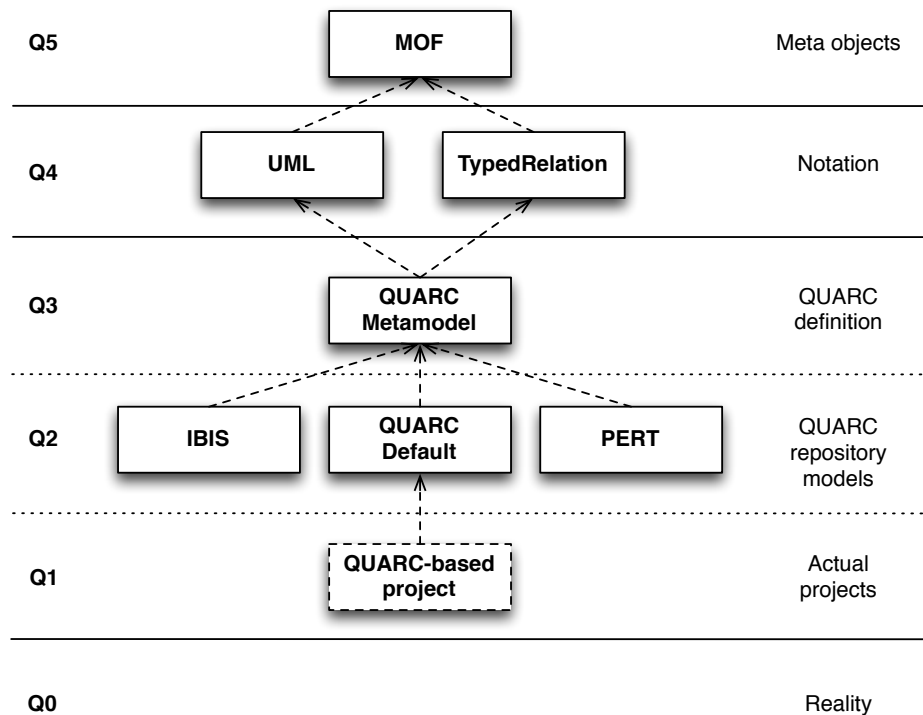 Q5
MOF
Meta objects
Q4
UML
TypedRelation
Notation
Q3
QUARC
Metamodel
QUARC
definition
Q2
IBIS
QUARC
Default
PERT
QUARC
repository
models
Q1
QUARC-based
project
Actual
projects
Q0
Reality